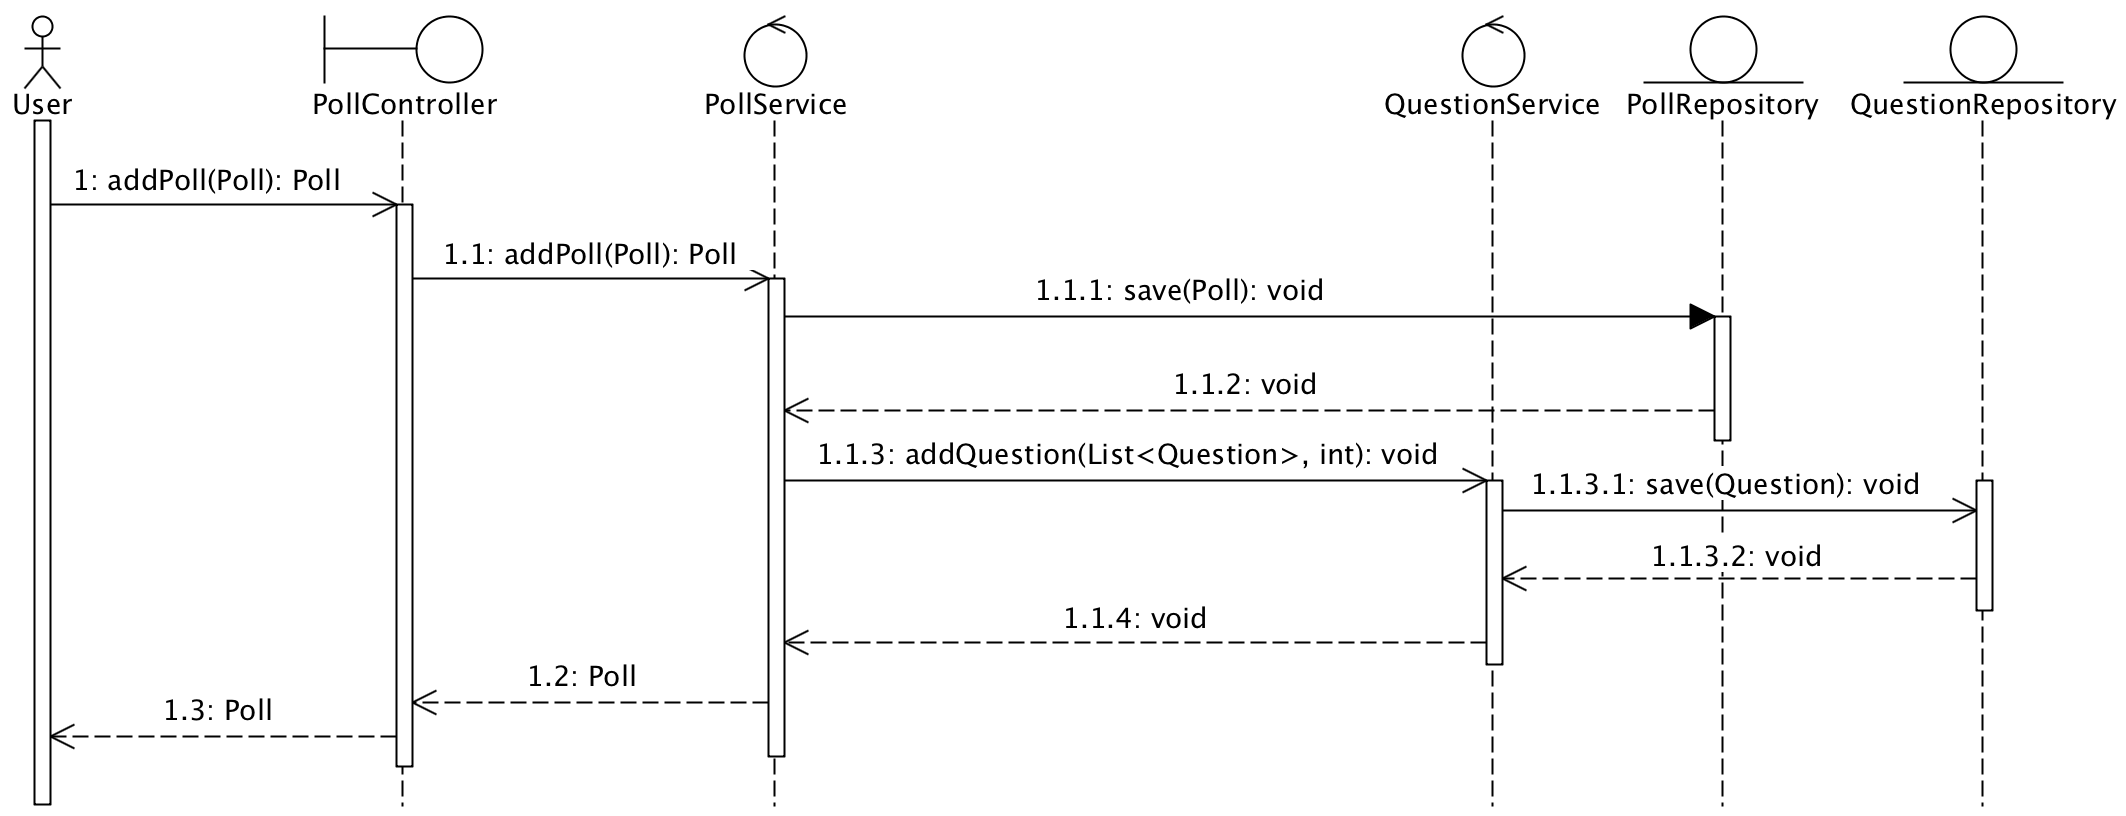 User
PollController
PollService
QuestionService
PollRepository
QuestionRepository
1: addPoll(Poll): Poll
1.1: addPoll(Poll): Poll
1.1.1: save(Poll): void
1.1.2: void
1.1.3: addQuestion(List<Question>, int): void
1.1.3.1: save(Question): void
1.1.3.2: void
1.1.4: void
1.2: Poll
1.3: Poll